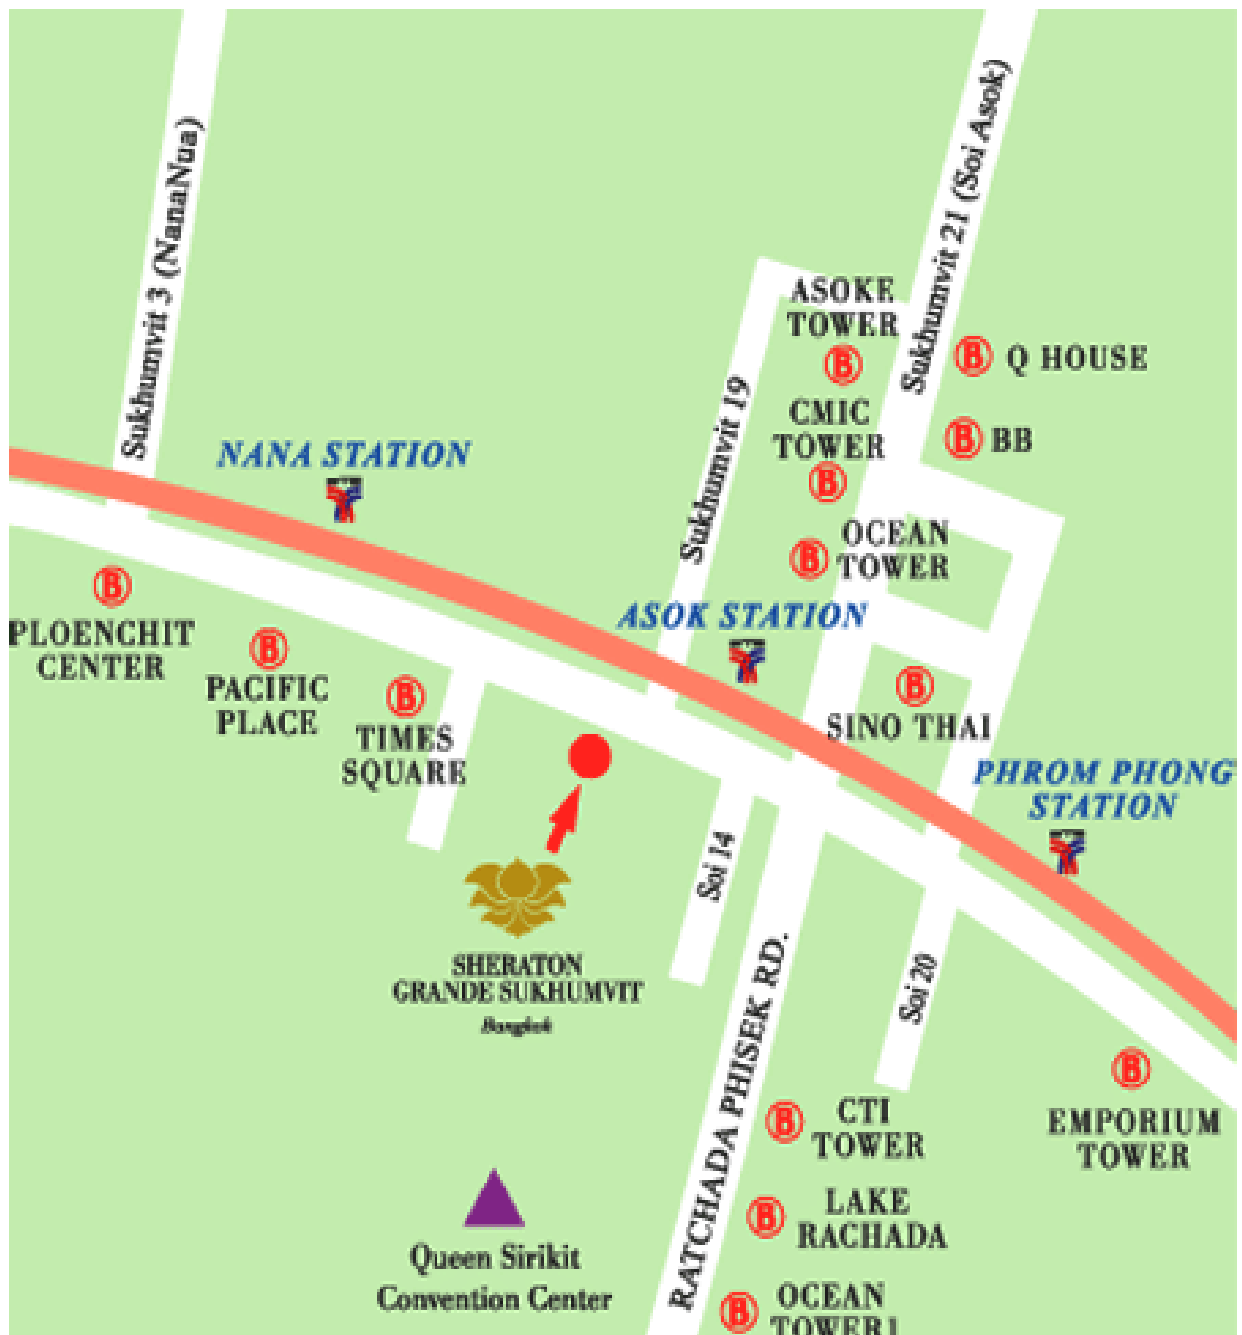 Sukhumvit 3 (NanaNua)
Sukhumvit 21 (Soi Asok)
ASOKE
TOWER
B
B
Q HOUSE
Sukhumvit 19
CMIC
TOWER
B
B
BB
NANA STATION
B
OCEAN
TOWER
B
PLOENCHIT
CENTER
ASOK STATION
B
PACIFIC
PLACE
B
TIMES
SQUARE
B
SINO THAI
PHROM PHONG
STATION
Soi 14
SHERATON
GRANDE SUKHUMVIT
Bangkok
RATCHADA PHISEK RD.
Soi 20
B
EMPORIUM
TOWER
B
CTI
TOWER
B
LAKE
RACHADA
Queen Sirikit
Convention Center
B
OCEAN
TOWER1